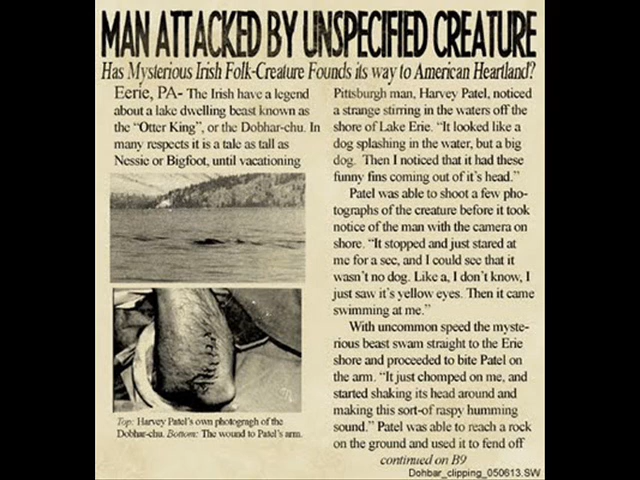 MAN ATTACKED BY UNSPECIFIED CREATURE
Has Mysterious Irish Folk-Creature Founds its way to American Heartland?
Eerie, PA- The Irish have a legend
about a lake dwelling beast known as
the “Otter King”, or the Dobhar-chu. In
many respects it is a tale as tall as
Nessie or Bigfoot, until vacationing
Top: Harvey Patel’s own photogragh of the
Dobhar-chu. Bottom: The wound to Patel’s arm.
Pittsburgh man, Harvey Patel, noticed
a strange stirring in the waters off the
shore of Lake Erie. “It looked like a
dog splashing in the water, but a big
dog. Then I noticed that it had these
funny fins coming out of it’s head.”
Patel was able to shoot a few pho-
tographs of the creature before it took
notice of the man with the camera on
shore. “It stopped and just stared at
me for a sec, and I could see that it
wasn’t no dog. Like a, I don’t know, I
just saw it’s yellow eyes. Then it came
swimming at me.”
With uncommon speed the myste-
rious beast swam straight to the Erie
shore and proceeded to bite Patel on
the arm. “It just chomped on me, and
started shaking its head around and
making this sort-of raspy humming
sound.” Patel was able to reach a rock
on the ground and used it to fend off
continued on B9
Dohbar_clipping_050613.SW